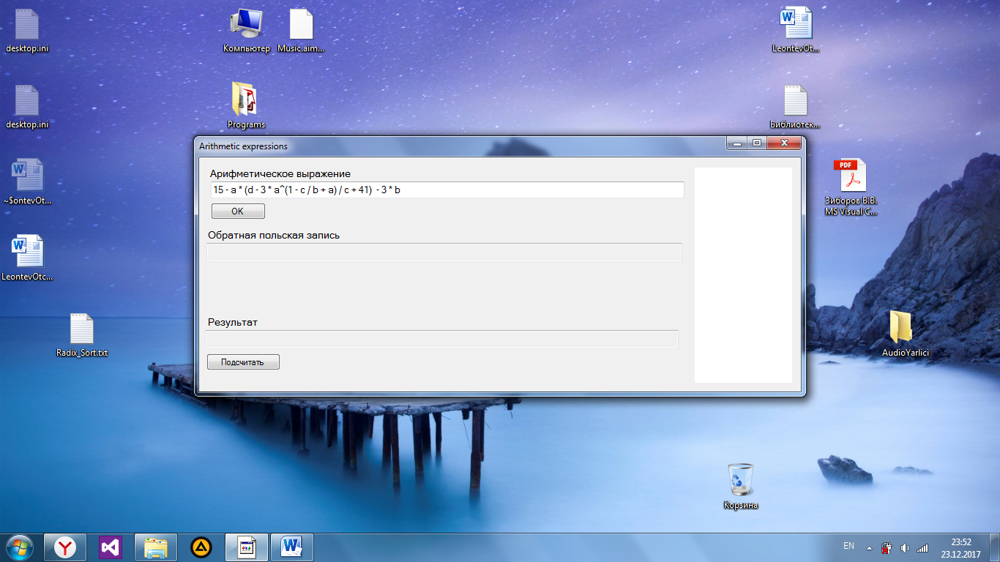 desktop.ini
Компьютер
Music.aim...
LeontevOt...
desktop.ini
Programs
Библиотек...
~$ontevOt...
PDF
Зиборов В.В.
MS Visual C...
LeontevOtc...
Radix_Sort.txt
AudioYarlici
Корзина
Arithmetic expressions
Арифметическое выражение
15 - a * (d - 3 * a^(1 - c / b + a) / c + 41)  - 3 * b
OK
Обратная польская запись
Результат
Подсчитать
EN
23:52
23.12.2017